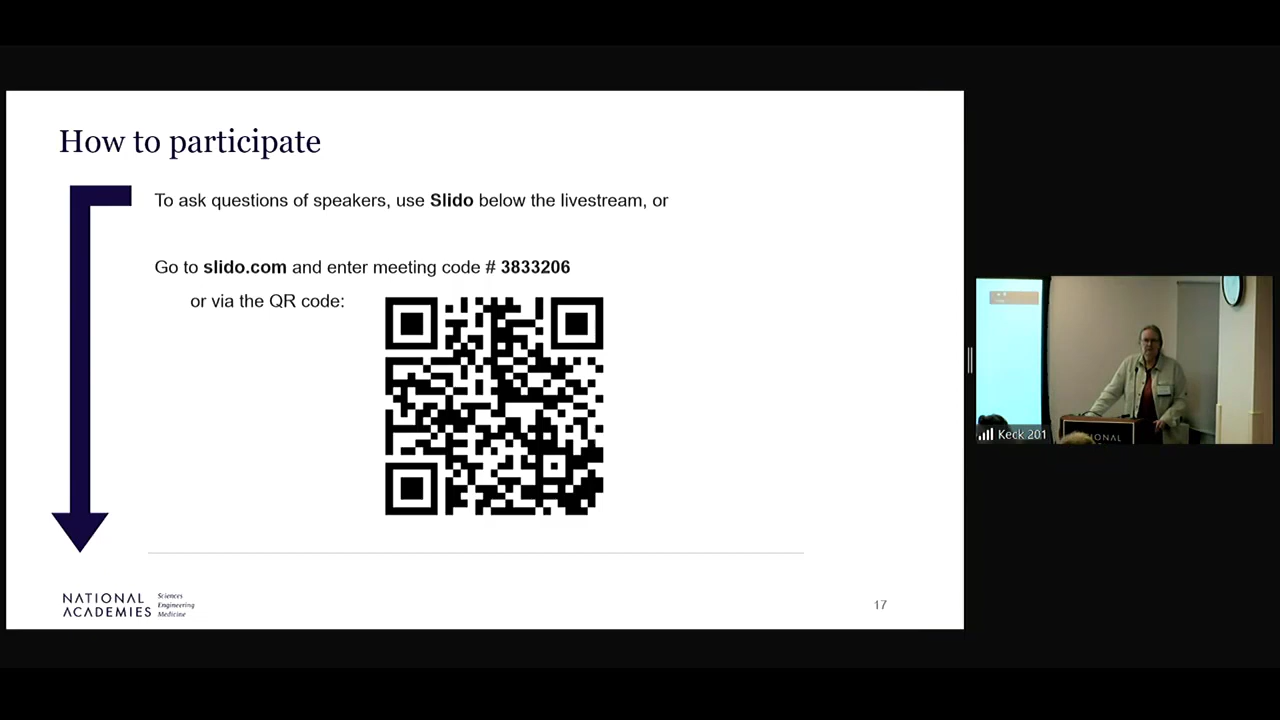 How to participate
To ask questions of speakers, use Slido below the livestream, or
Go to slido.com and enter meeting code # 3833206
or via the QR code:
NATIONAL
ACADEMIES
Sciences
Engineering
Medicine
17
Keck 201